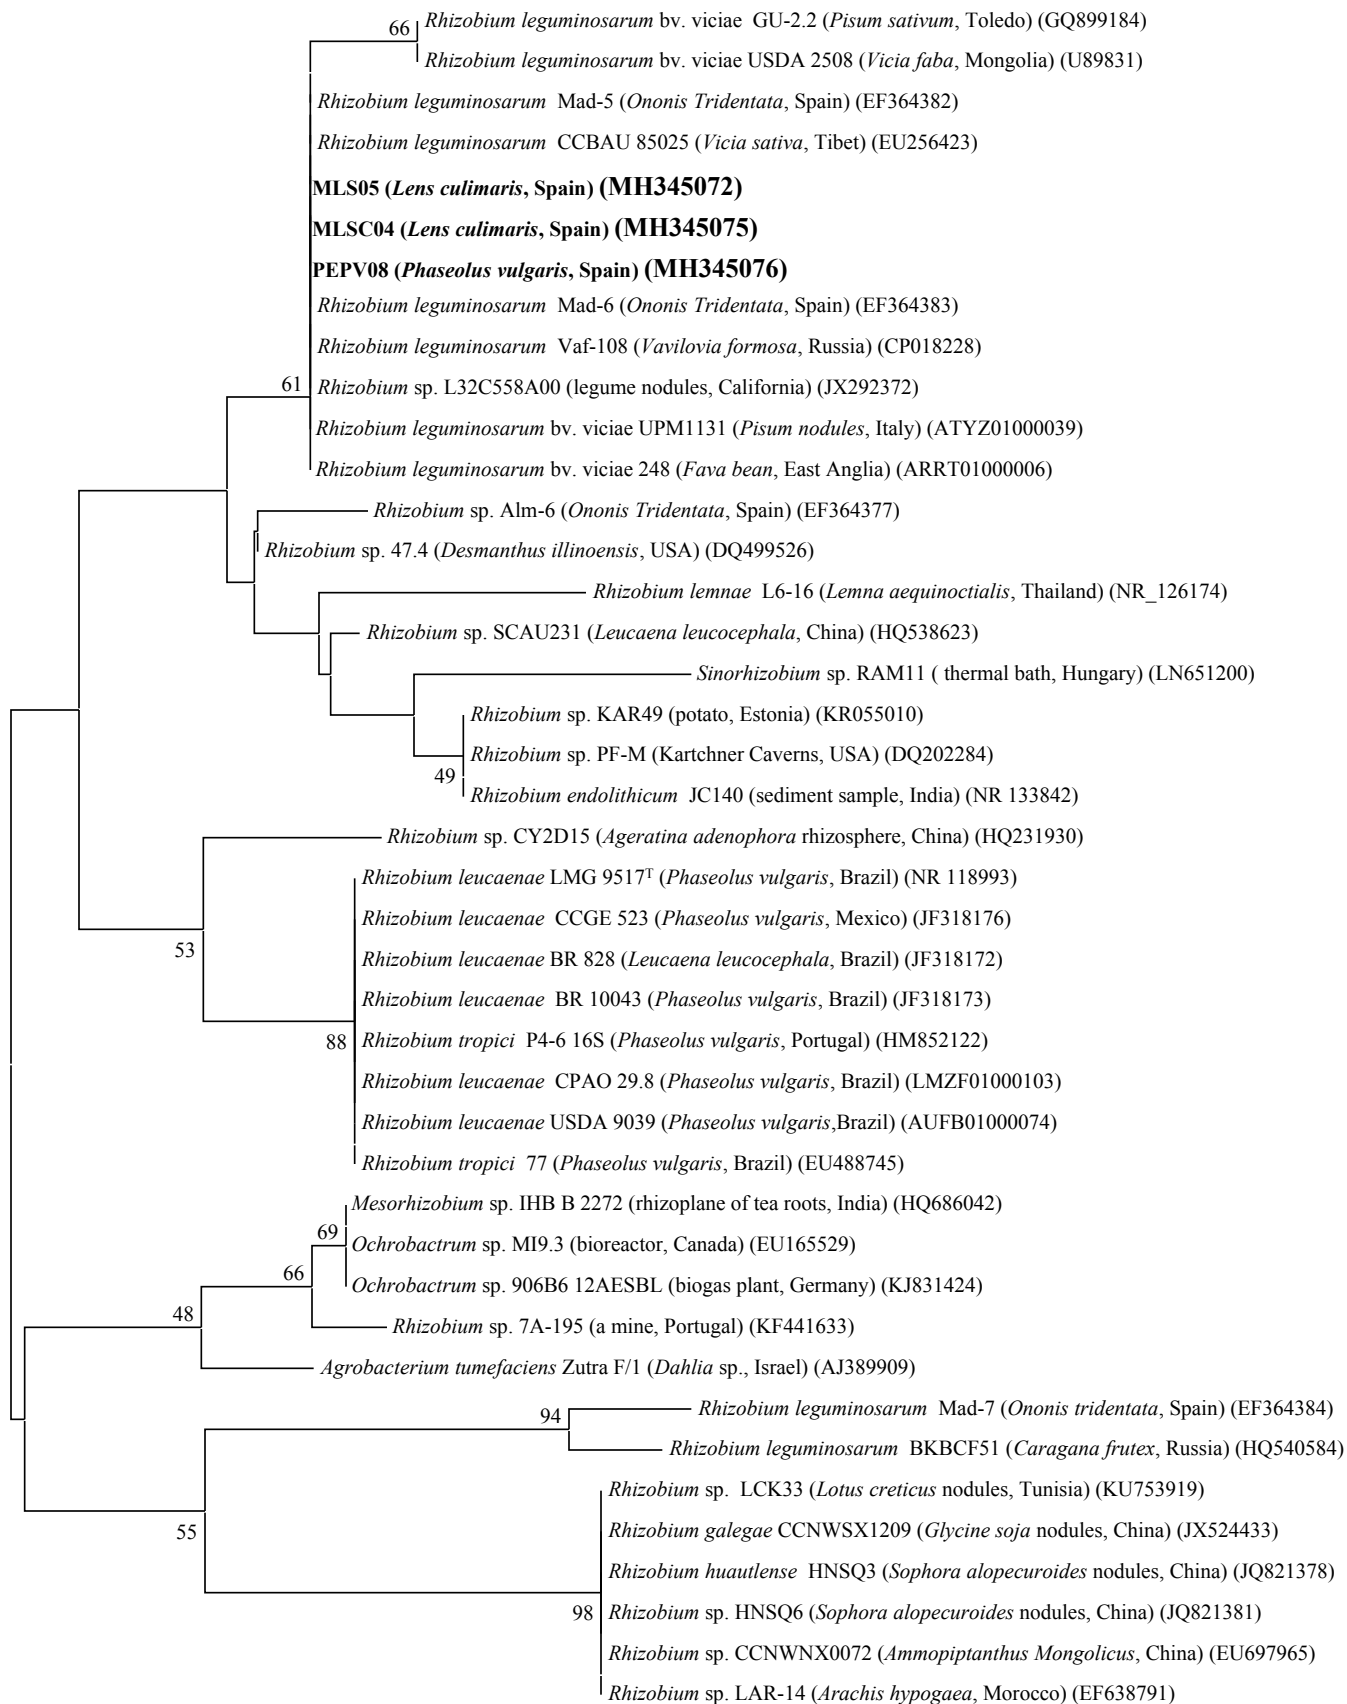 66 Rhizobium leguminosarum bv. viciae GU-2.2 (Pisum sativum, Toledo) (GQ899184)
Rhizobium leguminosarum bv. viciae USDA 2508 (Vicia faba, Mongolia) (U89831)
Rhizobium leguminosarum Mad-5 (Ononis Tridentata, Spain) (EF364382)
Rhizobium leguminosarum CCBAU 85025 (Vicia sativa, Tibet) (EU256423)
MLS05 (Lens culimaris, Spain) (MH345072)
MLSC04 (Lens culimaris, Spain) (MH345075)
PEPV08 (Phaseolus vulgaris, Spain) (MH345076)
Rhizobium leguminosarum Mad-6 (Ononis Tridentata, Spain) (EF364383)
Rhizobium leguminosarum Vaf-108 (Vavilovia formosa, Russia) (CP018228)
61 Rhizobium sp. L32C558A00 (legume nodules, California) (JX292372)
Rhizobium leguminosarum bv. viciae UPM1131 (Pisum nodules, Italy) (ATYZ01000039)
Rhizobium leguminosarum bv. viciae 248 (Fava bean, East Anglia) (ARRT01000006)
Rhizobium sp. Alm-6 (Ononis Tridentata, Spain) (EF364377)
Rhizobium sp. 47.4 (Desmanthus illinoensis, USA) (DQ499526)
Rhizobium lemnae L6-16 (Lemna aequinoctialis, Thailand) (NR_126174)
Rhizobium sp. SCAU231 (Leucaena leucocephala, China) (HQ538623)
Sinorhizobium sp. RAM11 ( thermal bath, Hungary) (LN651200)
Rhizobium sp. KAR49 (potato, Estonia) (KR055010)
Rhizobium sp. PF-M (Kartchner Caverns, USA) (DQ202284)
49 Rhizobium endolithicum JC140 (sediment sample, India) (NR 133842)
Rhizobium sp. CY2D15 (Ageratina adenophora rhizosphere, China) (HQ231930)
Rhizobium leucaenae LMG 9517ᵀ (Phaseolus vulgaris, Brazil) (NR 118993)
Rhizobium leucaenae CCGE 523 (Phaseolus vulgaris, Mexico) (JF318176)
53 Rhizobium leucaenae BR 828 (Leucaena leucocephala, Brazil) (JF318172)
Rhizobium leucaenae BR 10043 (Phaseolus vulgaris, Brazil) (JF318173)
88 Rhizobium tropici P4-6 16S (Phaseolus vulgaris, Portugal) (HM852122)
Rhizobium leucaenae CPAO 29.8 (Phaseolus vulgaris, Brazil) (LMZF01000103)
Rhizobium leucaenae USDA 9039 (Phaseolus vulgaris,Brazil) (AUFB01000074)
Rhizobium tropici 77 (Phaseolus vulgaris, Brazil) (EU488745)
Mesorhizobium sp. IHB B 2272 (rhizoplane of tea roots, India) (HQ686042)
69 Ochrobactrum sp. MI9.3 (bioreactor, Canada) (EU165529)
66 Ochrobactrum sp. 906B6 12AESBL (biogas plant, Germany) (KJ831424)
48 Rhizobium sp. 7A-195 (a mine, Portugal) (KF441633)
Agrobacterium tumefaciens Zutra F/1 (Dahlia sp., Israel) (AJ389909)
94 Rhizobium leguminosarum Mad-7 (Ononis tridentata, Spain) (EF364384)
Rhizobium leguminosarum BKBCF51 (Caragana frutex, Russia) (HQ540584)
Rhizobium sp. LCK33 (Lotus creticus nodules, Tunisia) (KU753919)
55 Rhizobium galegae CCNWSX1209 (Glycine soja nodules, China) (JX524433)
Rhizobium huautlense HNSQ3 (Sophora alopecuroides nodules, China) (JQ821378)
98 Rhizobium sp. HNSQ6 (Sophora alopecuroides nodules, China) (JQ821381)
Rhizobium sp. CCNWNX0072 (Ammopiptanthus Mongolicus, China) (EU697965)
Rhizobium sp. LAR-14 (Arachis hypogaea, Morocco) (EF638791)